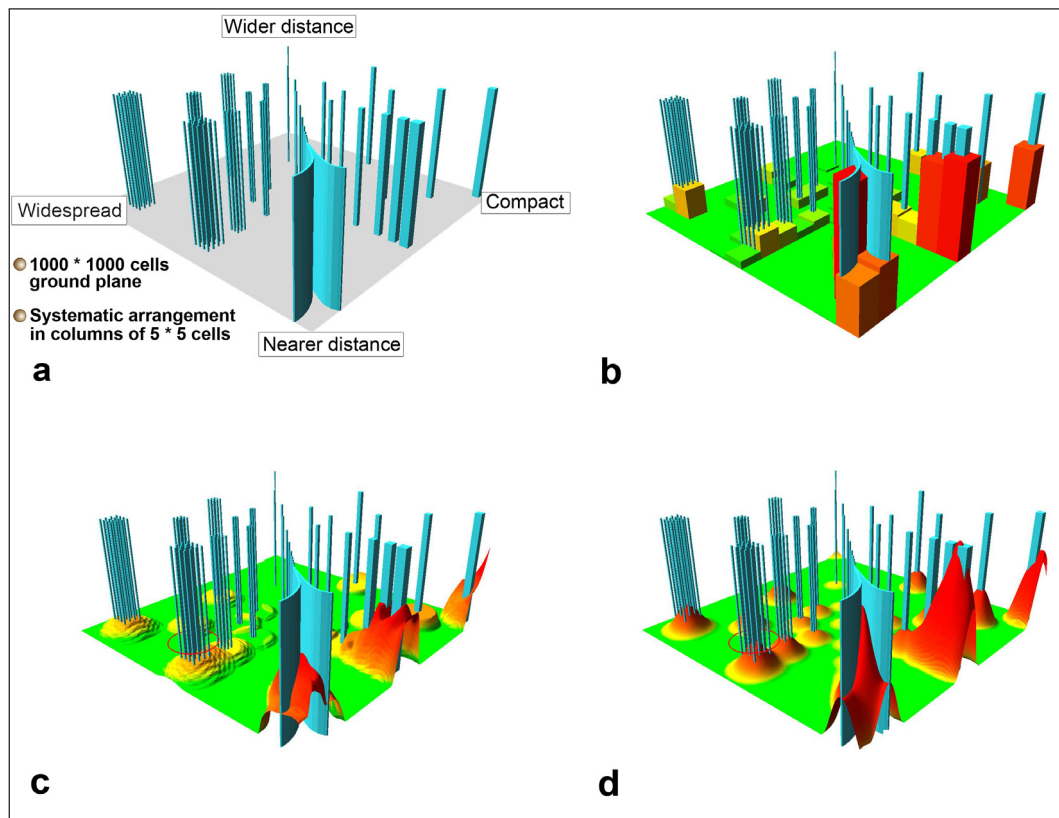 Wider distance
Widespread
Compact
1000 * 1000 cells
ground plane
Systematic arrangement
in columns of 5 * 5 cells
Nearer distance
a
b
c
d